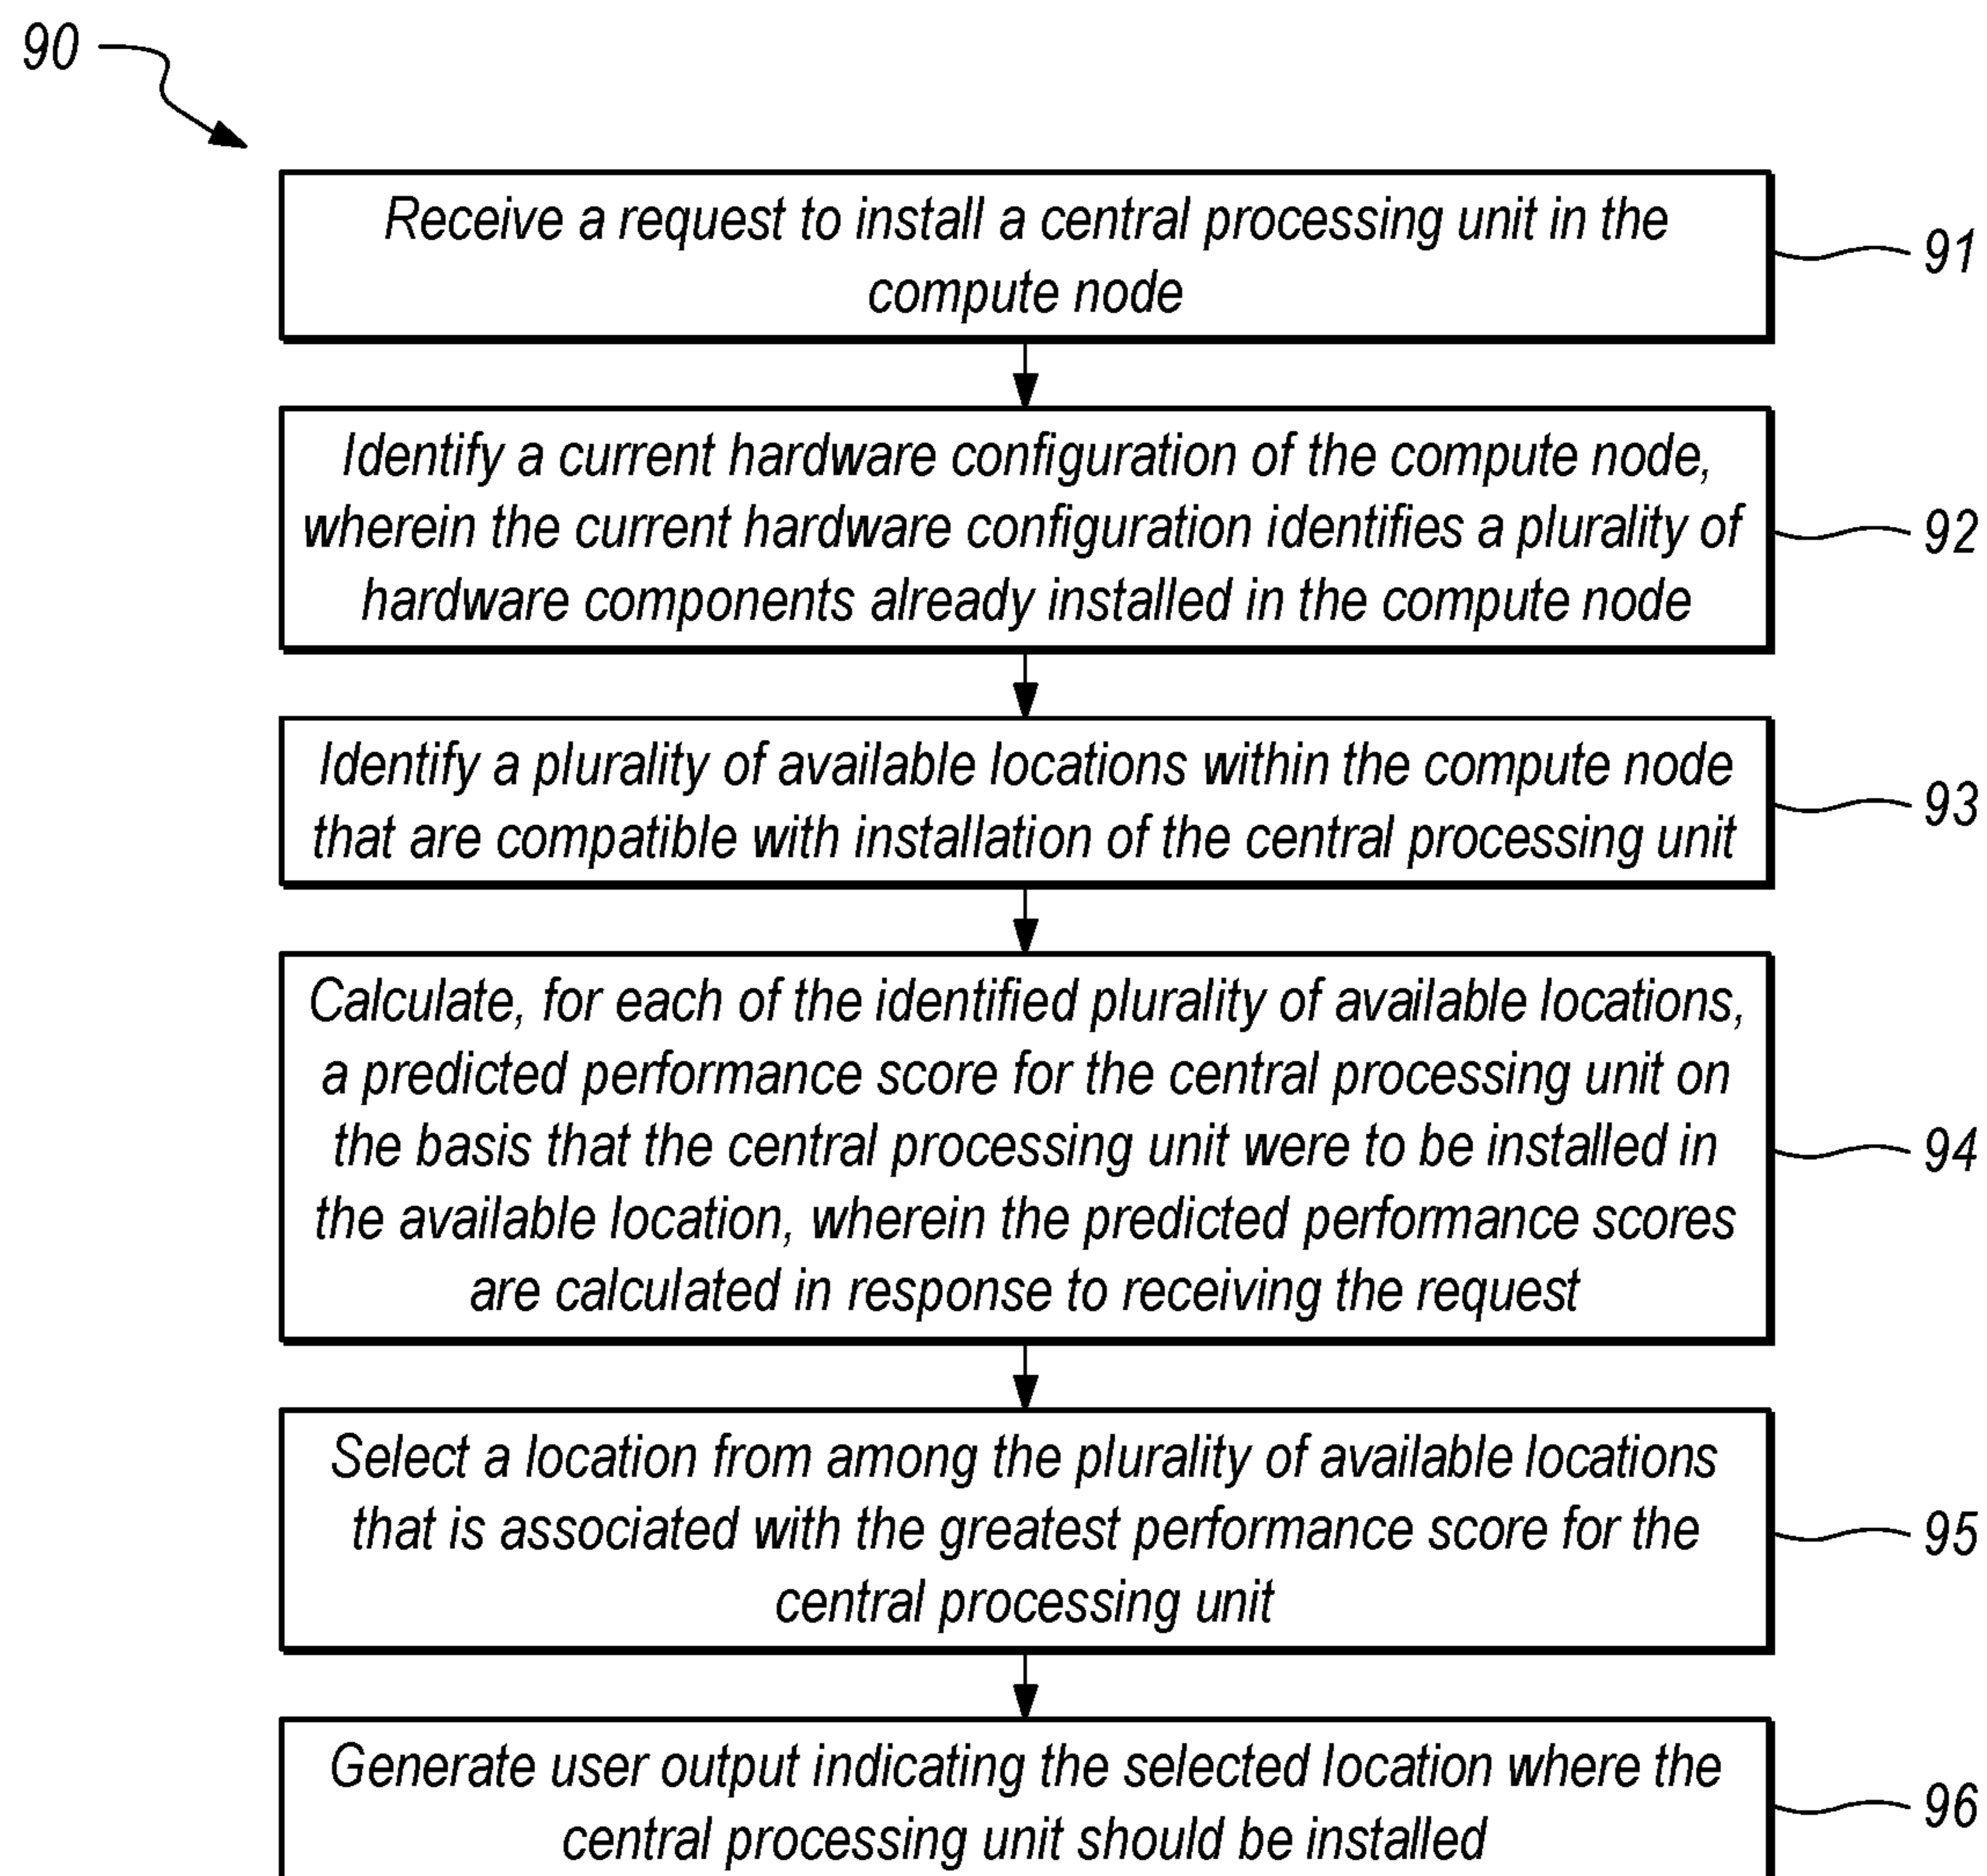 90
Receive a request to install a central processing unit in the
compute node
91
Identify a current hardware configuration of the compute node,
wherein the current hardware configuration identifies a plurality of
hardware components already installed in the compute node
92
Identify a plurality of available locations within the compute node
that are compatible with installation of the central processing unit
93
Calculate, for each of the identified plurality of available locations,
a predicted performance score for the central processing unit on
the basis that the central processing unit were to be installed in
the available location, wherein the predicted performance scores
are calculated in response to receiving the request
94
Select a location from among the plurality of available locations
that is associated with the greatest performance score for the
central processing unit
95
Generate user output indicating the selected location where the
central processing unit should be installed
96